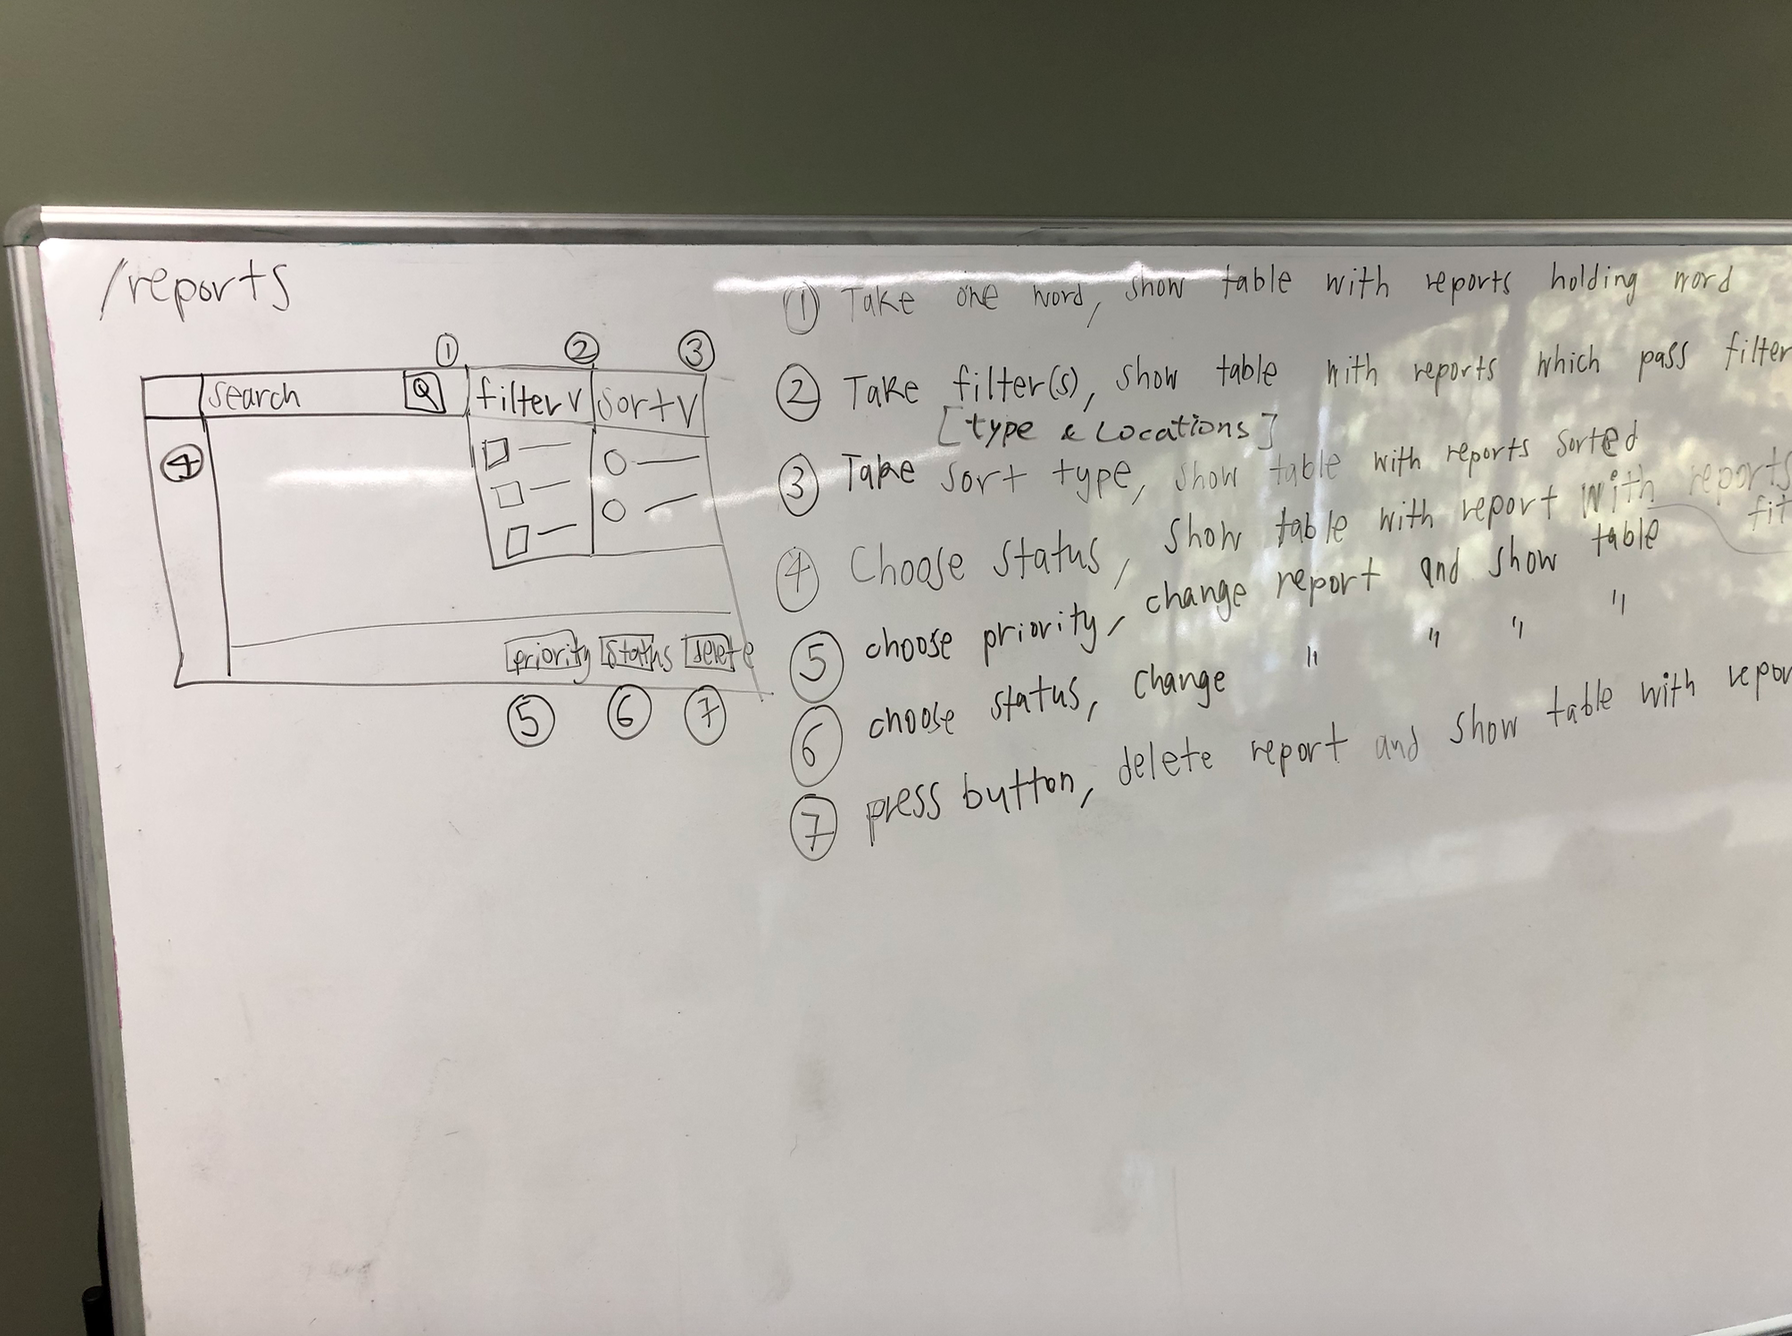 /reports
① ② ③
search Q filter v sort v
④
priority status delete
⑤ ⑥ ⑦
① Take one word, show table with reports holding word
② Take filter(s), show table with reports which pass filter
[type & Locations]
③ Take sort type, show table with reports sorted
④ Choose status, show table with report with reports
fit
⑤ choose priority, change report and show table
⑥ choose status, change " " " "
⑦ press button, delete report and show table with repor